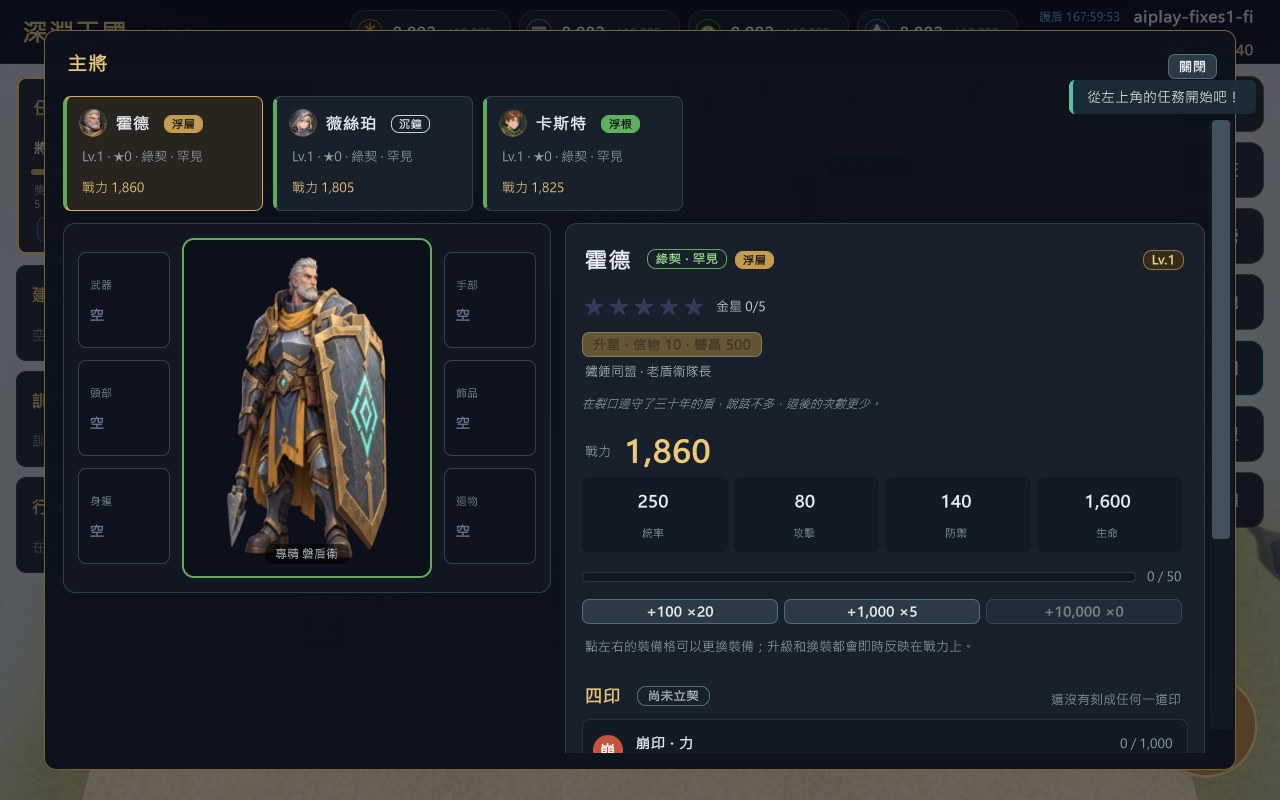 護盾 167:59:53
aiplay-fixes1-fi
主將
關閉
從左上角的任務開始吧！
霍德 浮層
Lv.1 · ★0 · 綠契 · 罕見
戰力 1,860
薇絲珀 沉鐘
Lv.1 · ★0 · 綠契 · 罕見
戰力 1,805
卡斯特 浮根
Lv.1 · ★0 · 綠契 · 罕見
戰力 1,825
武器
空
頭部
空
身軀
空
專精 磐盾衛
手部
空
飾品
空
空
霍德 綠契 · 罕見 浮層
Lv.1
★★★★★ 金星 0/5
升星 · 信物 10 · 響晶 500
鐵鍾同盟 · 老盾衛隊長
在裂口邊守了三十年的盾．說話不多．退後的次數更少。
戰力 1,860
250
統率
80
攻擊
140
防禦
1,600
生命
0 / 50
+100 ×20
+1,000 ×5
+10,000 ×0
點左右的裝備格可以更換裝備；升級和換裝都會即時反映在戰力上。
四印 尚未立契
還沒有刻成任何一道印
崩印 · 力
0 / 1,000